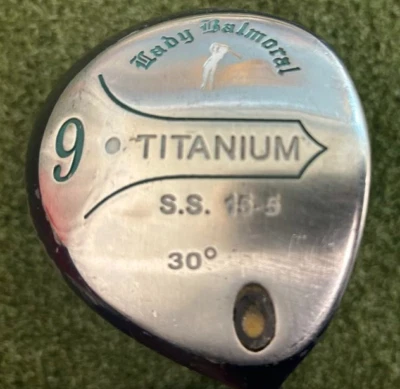 Lady Balmoral
9
TITANIUM
S.S. 15-5
30°